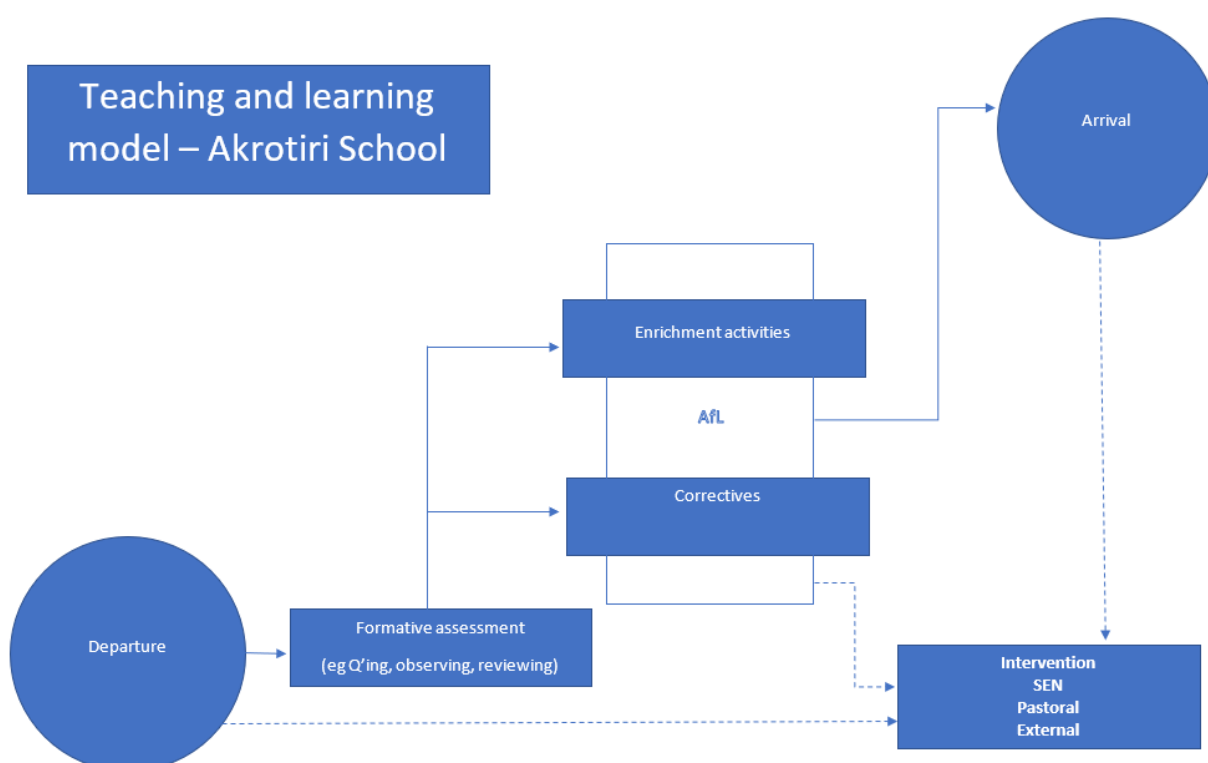 Teaching and learning
model – Akrotiri School
Arrival
Enrichment activities
AfL
Correctives
Departure
Formative assessment
(eg Q’ing, observing, reviewing)
Intervention
SEN
Pastoral
External